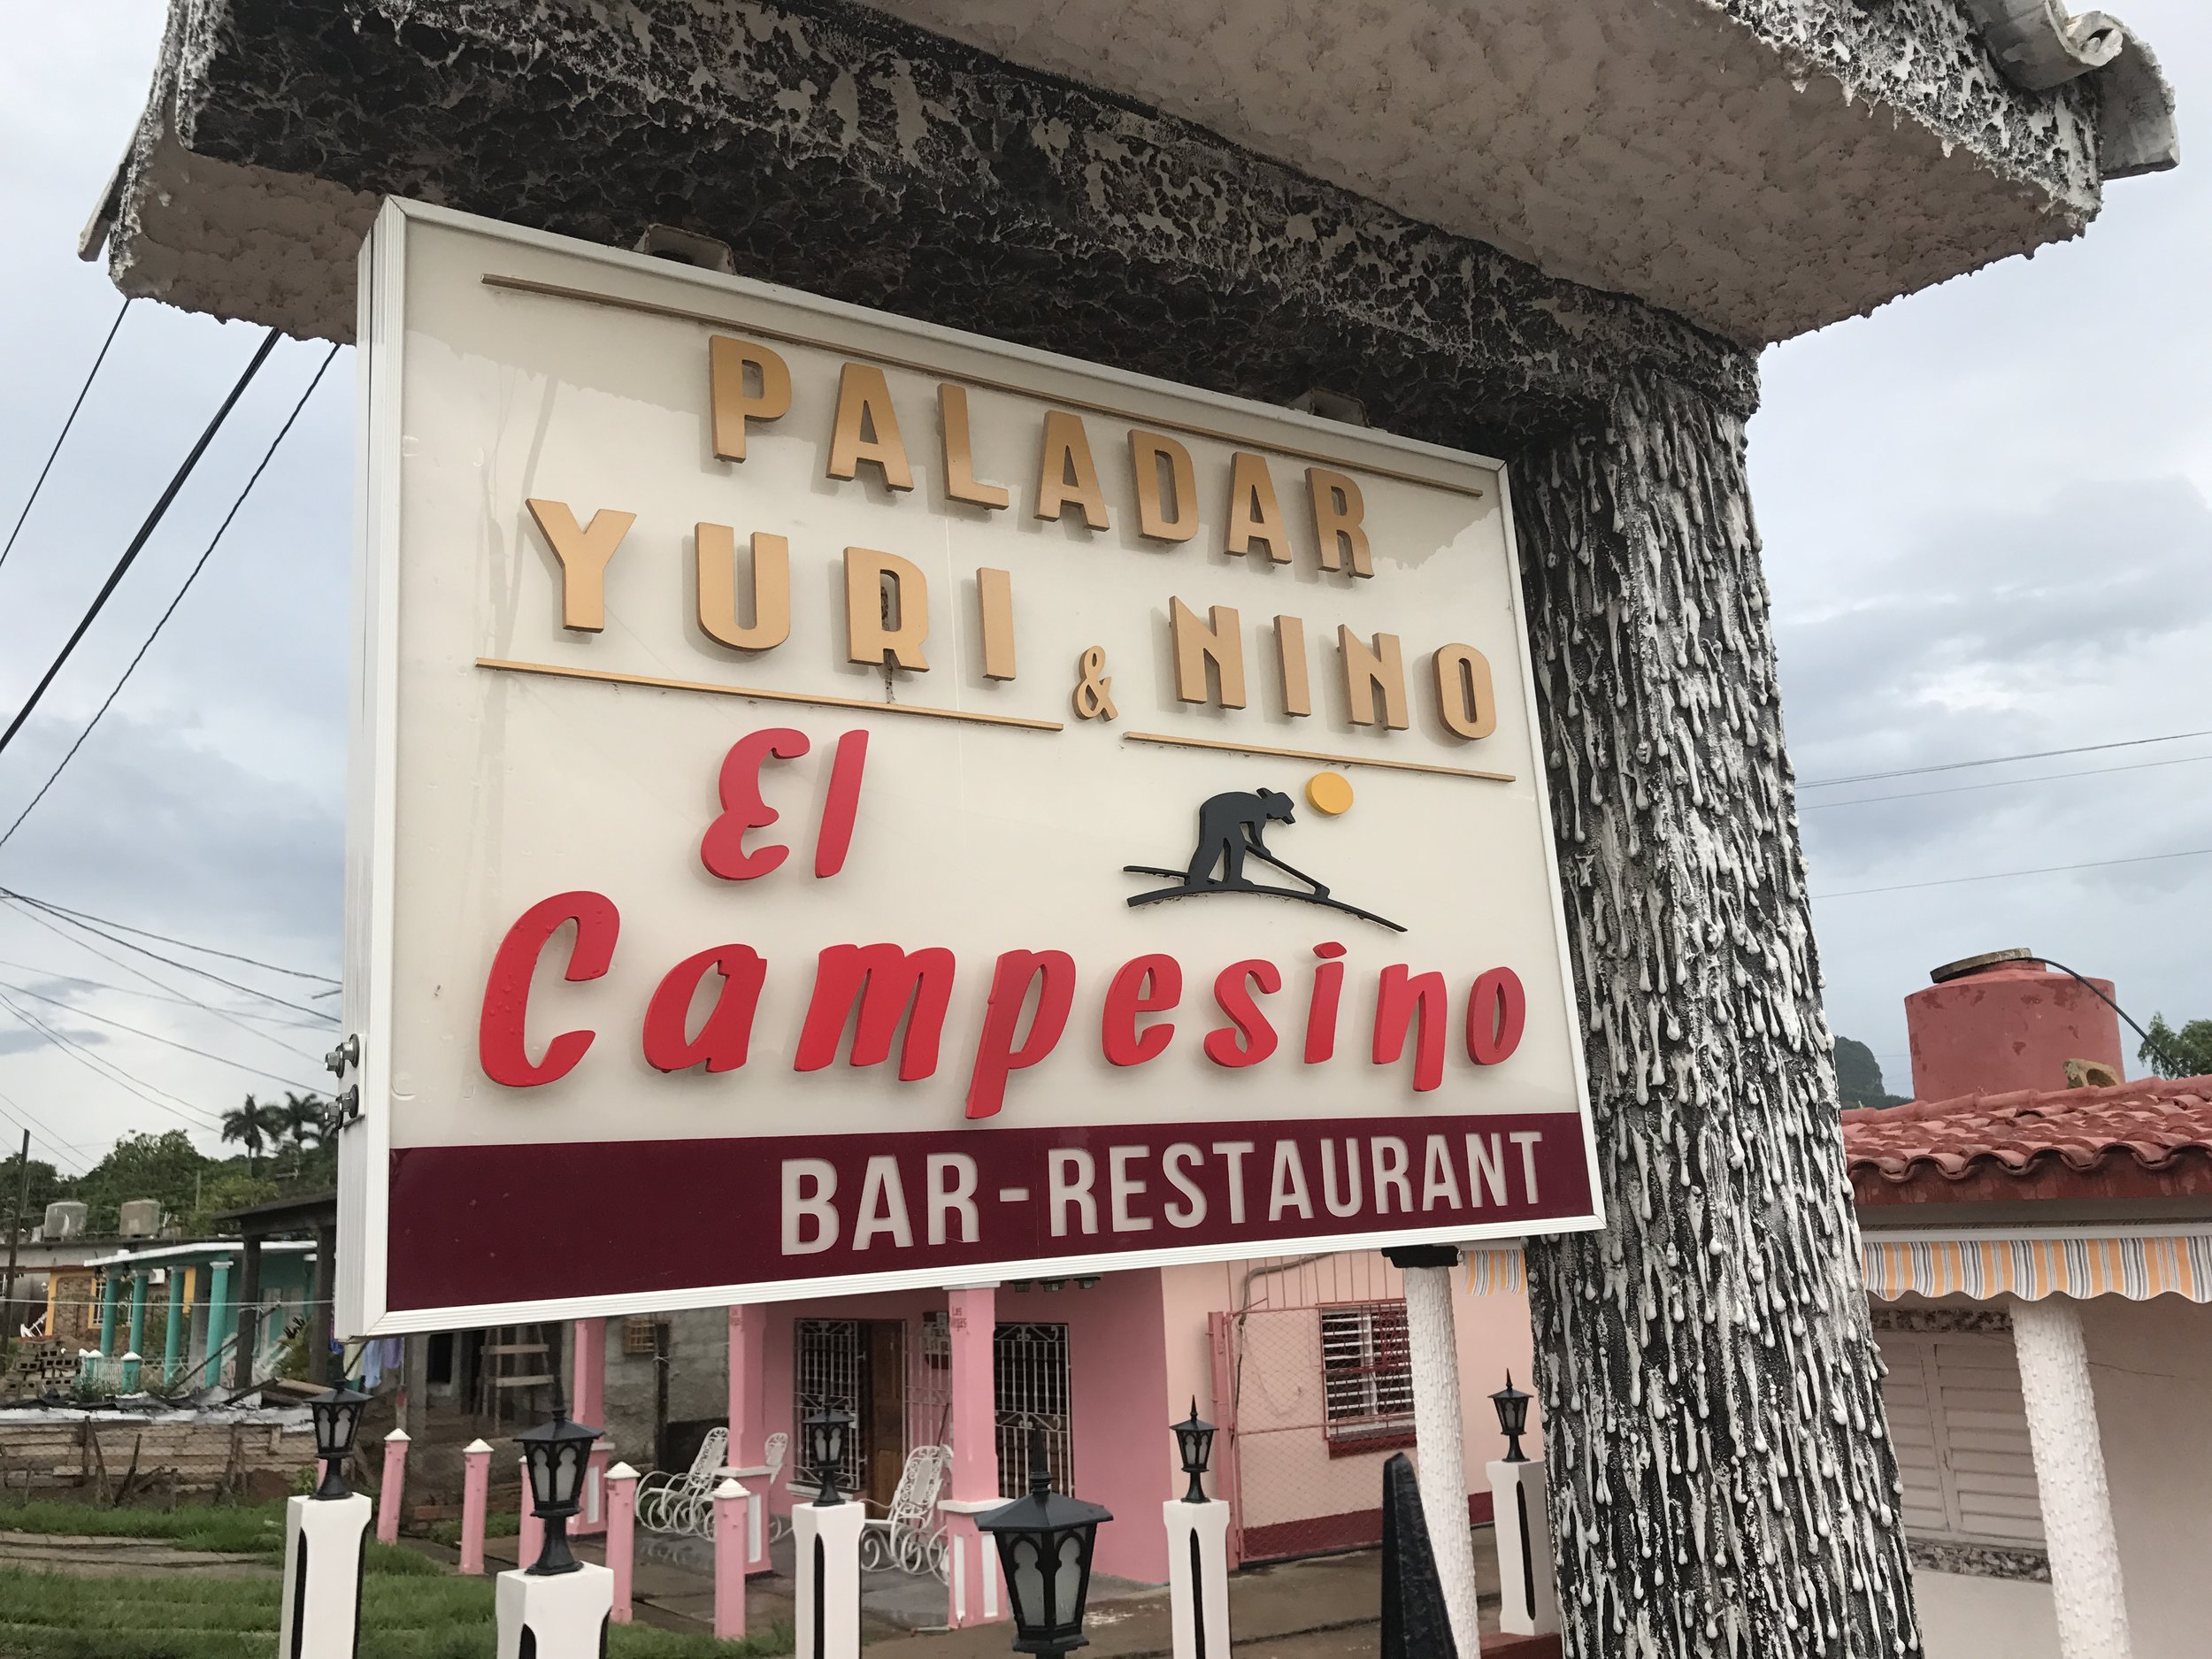 PALADAR
YURI & NINO
El
Campesino
BAR-RESTAURANT